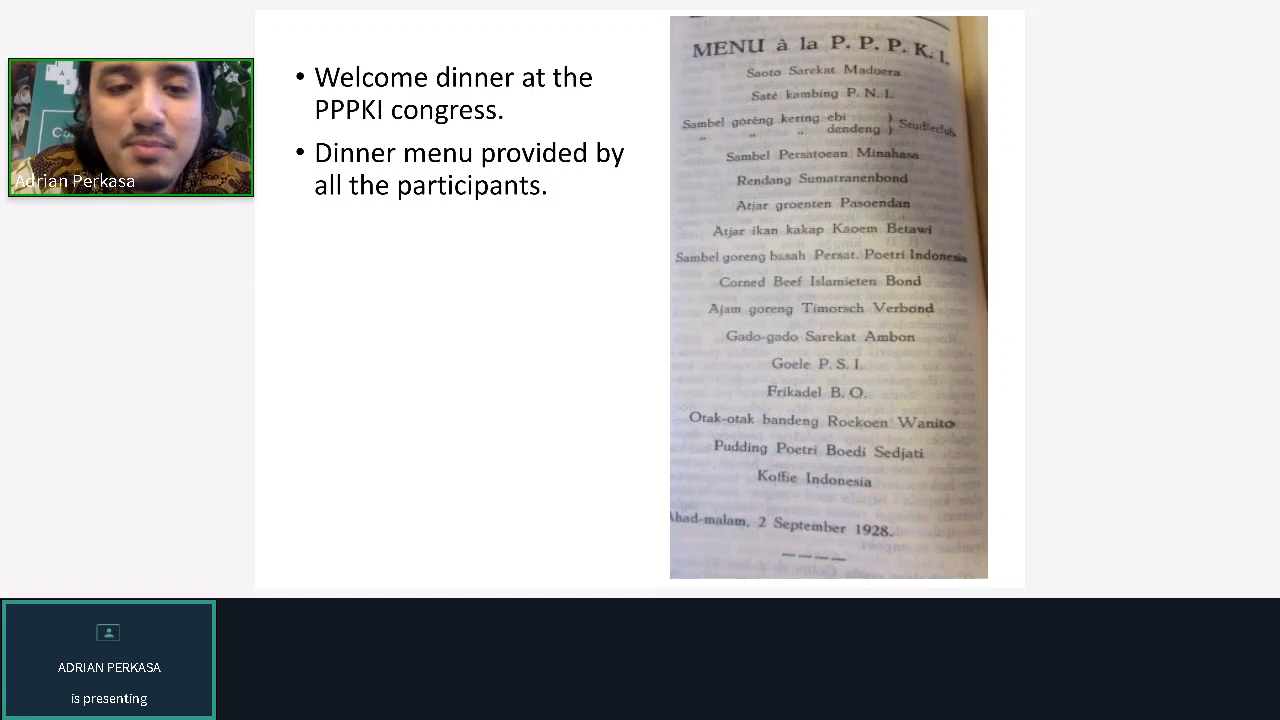 Adrian Perkasa
• Welcome dinner at the
PPPKI congress.
• Dinner menu provided by
all the participants.
MENU à la P. P. P. K. I.
Saoto Sarekat Madoera
Saté kambing P. N. I.
Sambel gorèng kering ebi ) Studieclub
„ „ „ dendeng )
Sambel Persatoean Minahasa
Rendang Sumatranenbond
Atjar groenten Pasoendan
Atjar ikan kakap Kaoem Betawi
Sambel goreng basah Persat. Poetri Indonesia
Corned Beef Islamieten Bond
Ajam goreng Timorsch Verbond
Gado-gado Sarekat Ambon
Goele P. S. I.
Frikadel B. O.
Otak-otak bandeng Roekoen Wanito
Pudding Poetri Boedi Sedjati
Koffie Indonesia
Ahad-malam, 2 September 1928.
ADRIAN PERKASA
is presenting